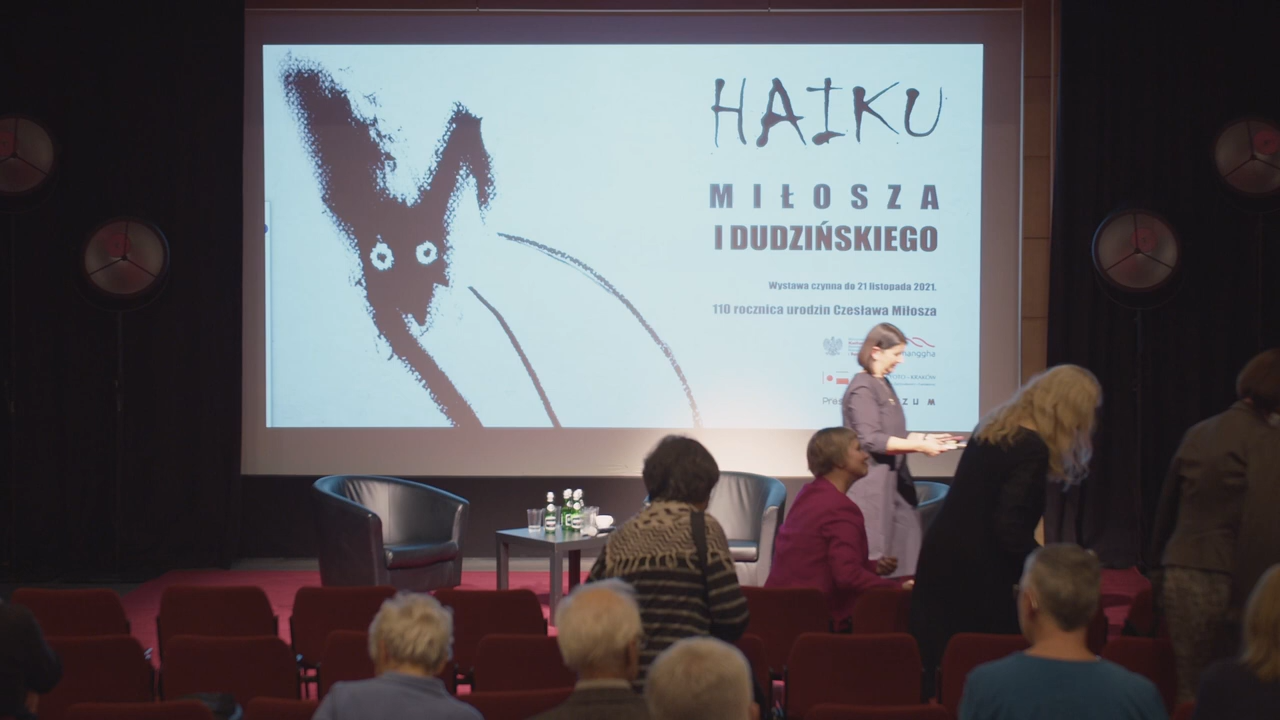 HAIKU
MIŁOSZA
I DUDZIŃSKIEGO
Wystawa czynna do 21 listopada 2021.
110 rocznica urodzin Czesława Miłosza